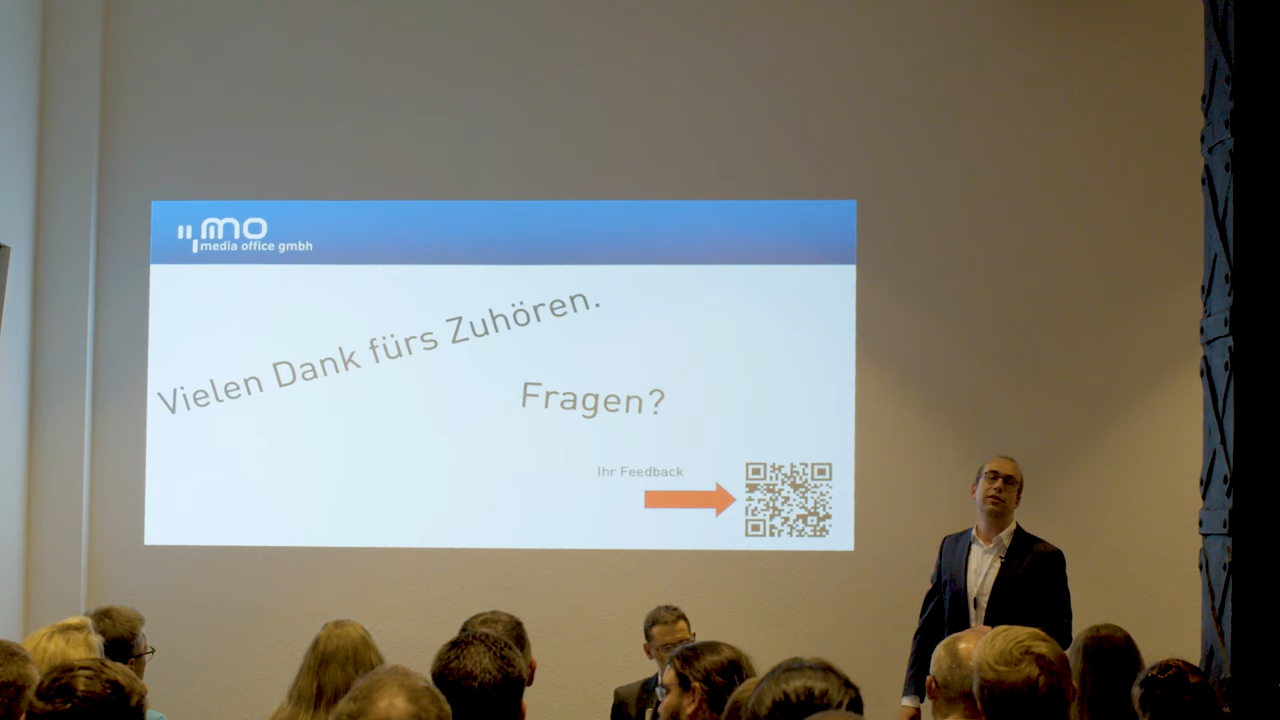 mo
media office gmbh
Vielen Dank fürs Zuhören.
Fragen?
Ihr Feedback